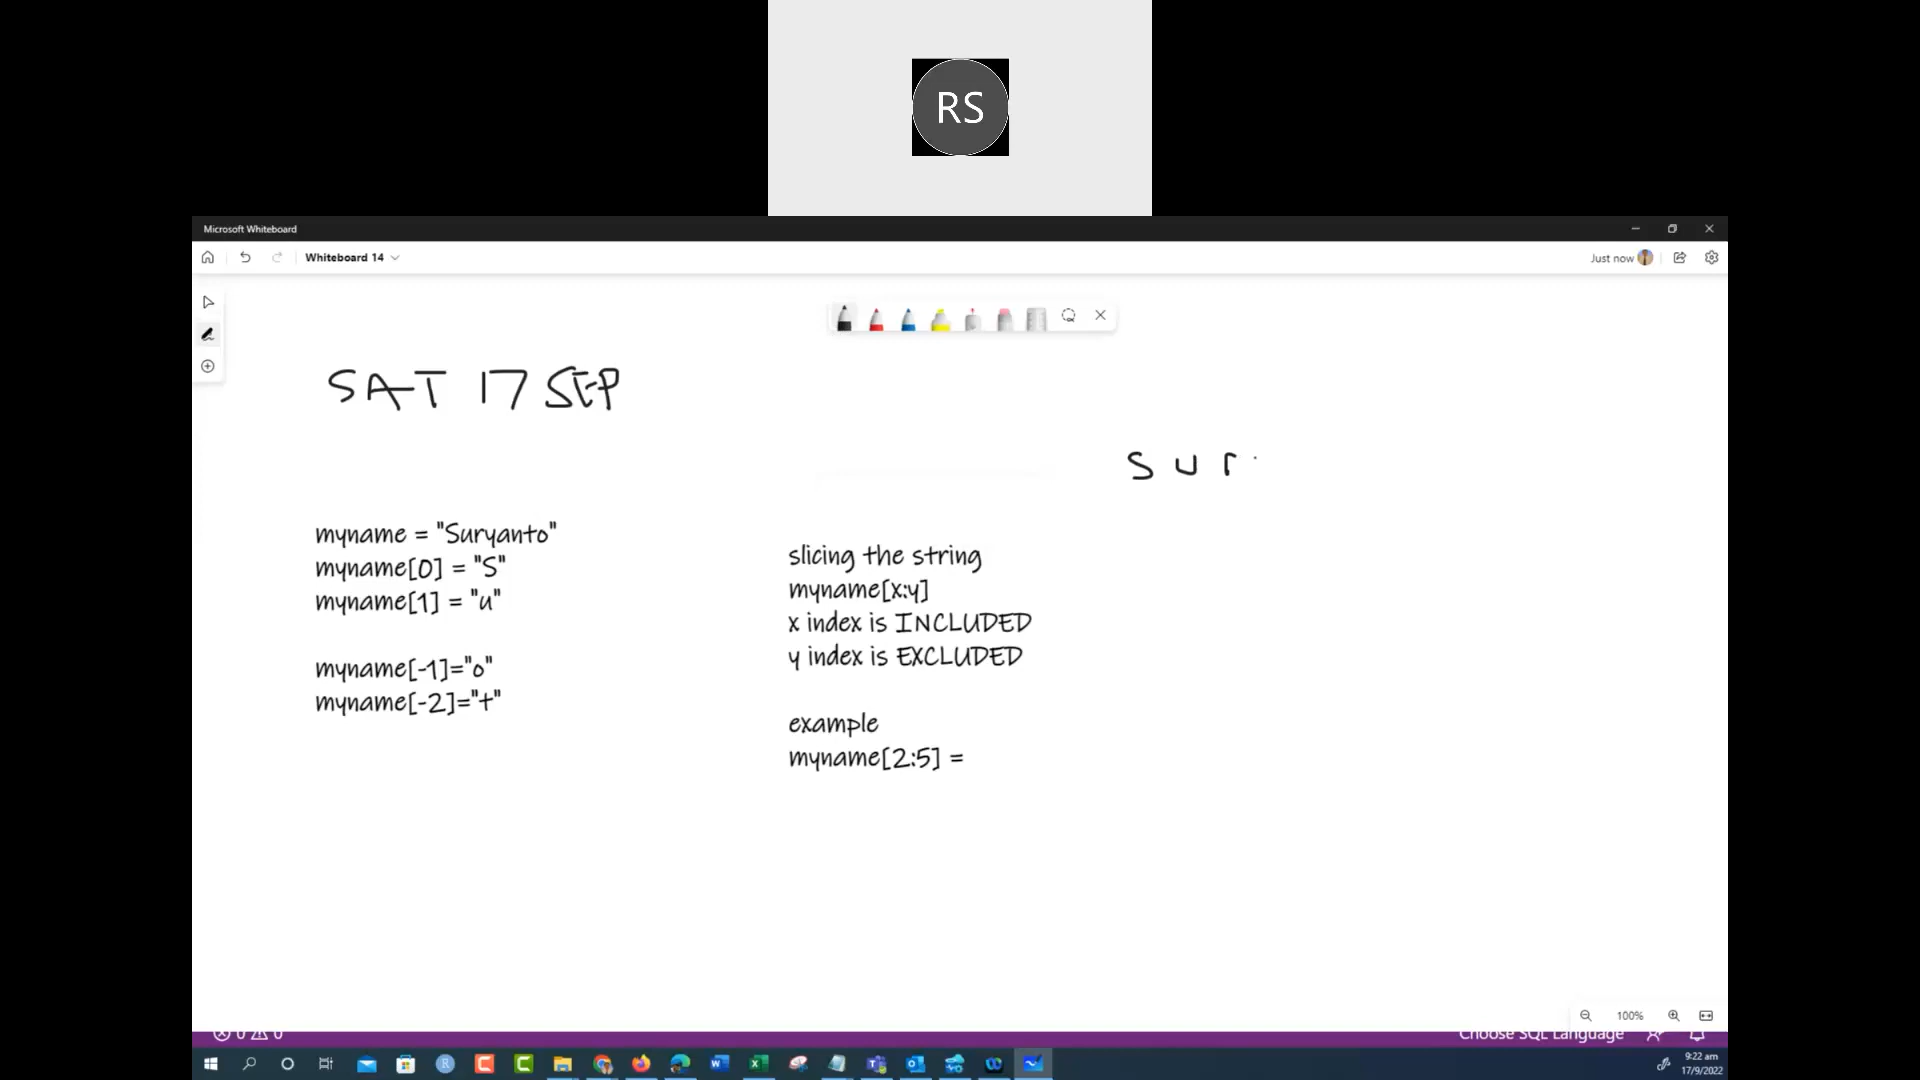 RS
Microsoft Whiteboard
Whiteboard 14
Just now
SAT 17 SEP
s u r
myname = "Suryanto"
myname[0] = "S"
myname[1] = "u"
myname[-1]="o"
myname[-2]="t"
slicing the string
myname[x:y]
x index is INCLUDED
y index is EXCLUDED
example
myname[2:5] =
100%
0 0
Choose SQL Language
9:22 am
17/9/2022